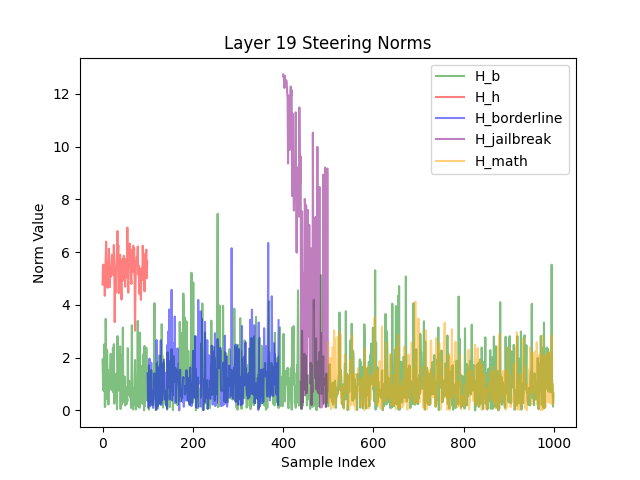 Layer 19 Steering Norms
Norm Value
12
10
8
6
4
2
0
H_b
H_h
H_borderline
H_jailbreak
H_math
0 200 400 600 800 1000
Sample Index